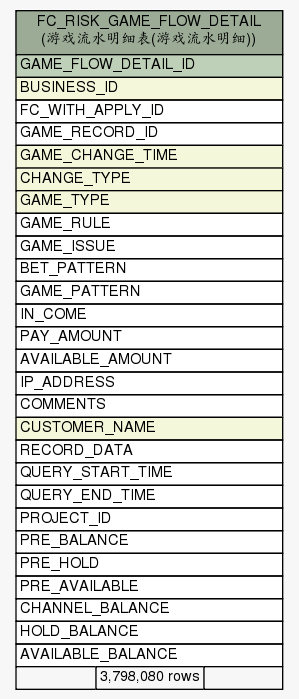 FC_RISK_GAME_FLOW_DETAIL
(游戏流水明细表(游戏流水明细))
GAME_FLOW_DETAIL_ID
BUSINESS_ID
FC_WITH_APPLY_ID
GAME_RECORD_ID
GAME_CHANGE_TIME
CHANGE_TYPE
GAME_TYPE
GAME_RULE
GAME_ISSUE
BET_PATTERN
GAME_PATTERN
IN_COME
PAY_AMOUNT
AVAILABLE_AMOUNT
IP_ADDRESS
COMMENTS
CUSTOMER_NAME
RECORD_DATA
QUERY_START_TIME
QUERY_END_TIME
PROJECT_ID
PRE_BALANCE
PRE_HOLD
PRE_AVAILABLE
CHANNEL_BALANCE
HOLD_BALANCE
AVAILABLE_BALANCE
3,798,080 rows